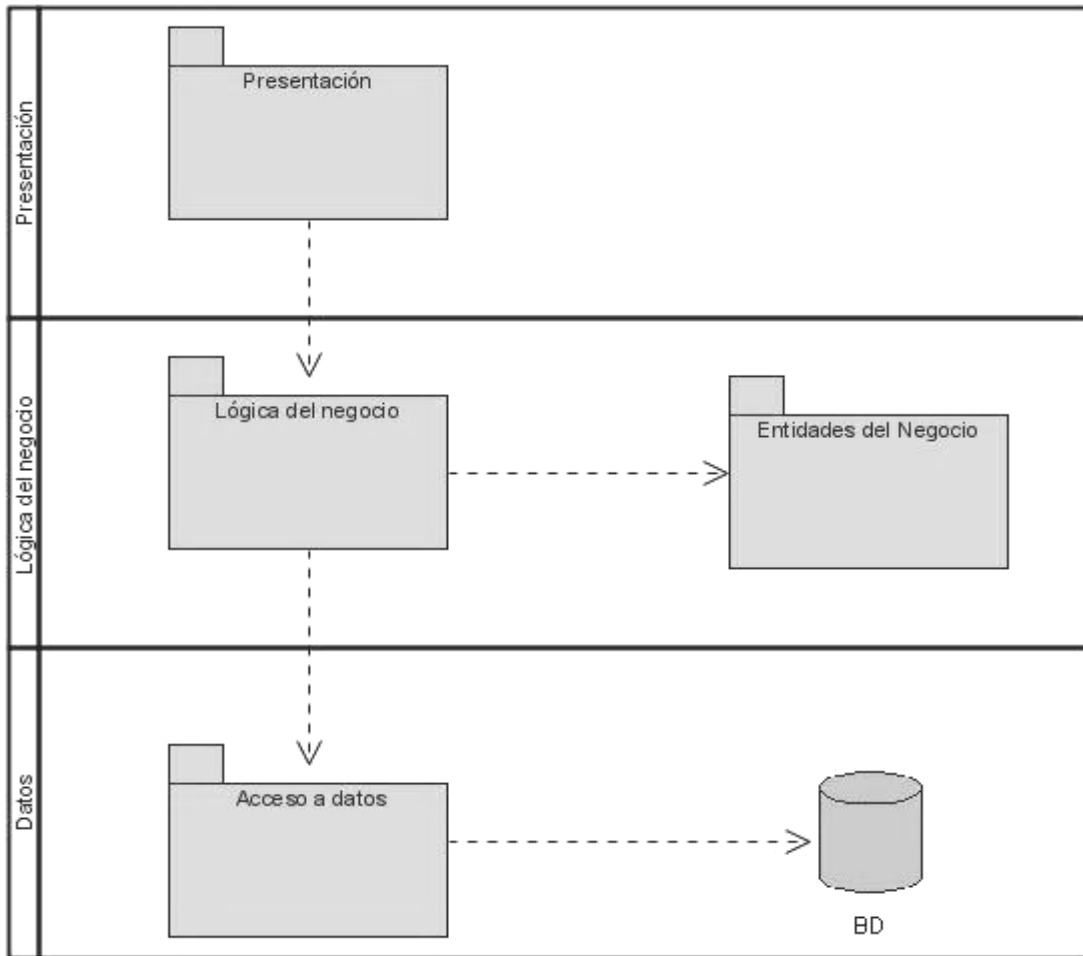 Presentación
Presentación
Lógica del negocio
Lógica del negocio
Entidades del Negocio
Datos
Acceso a datos
BD